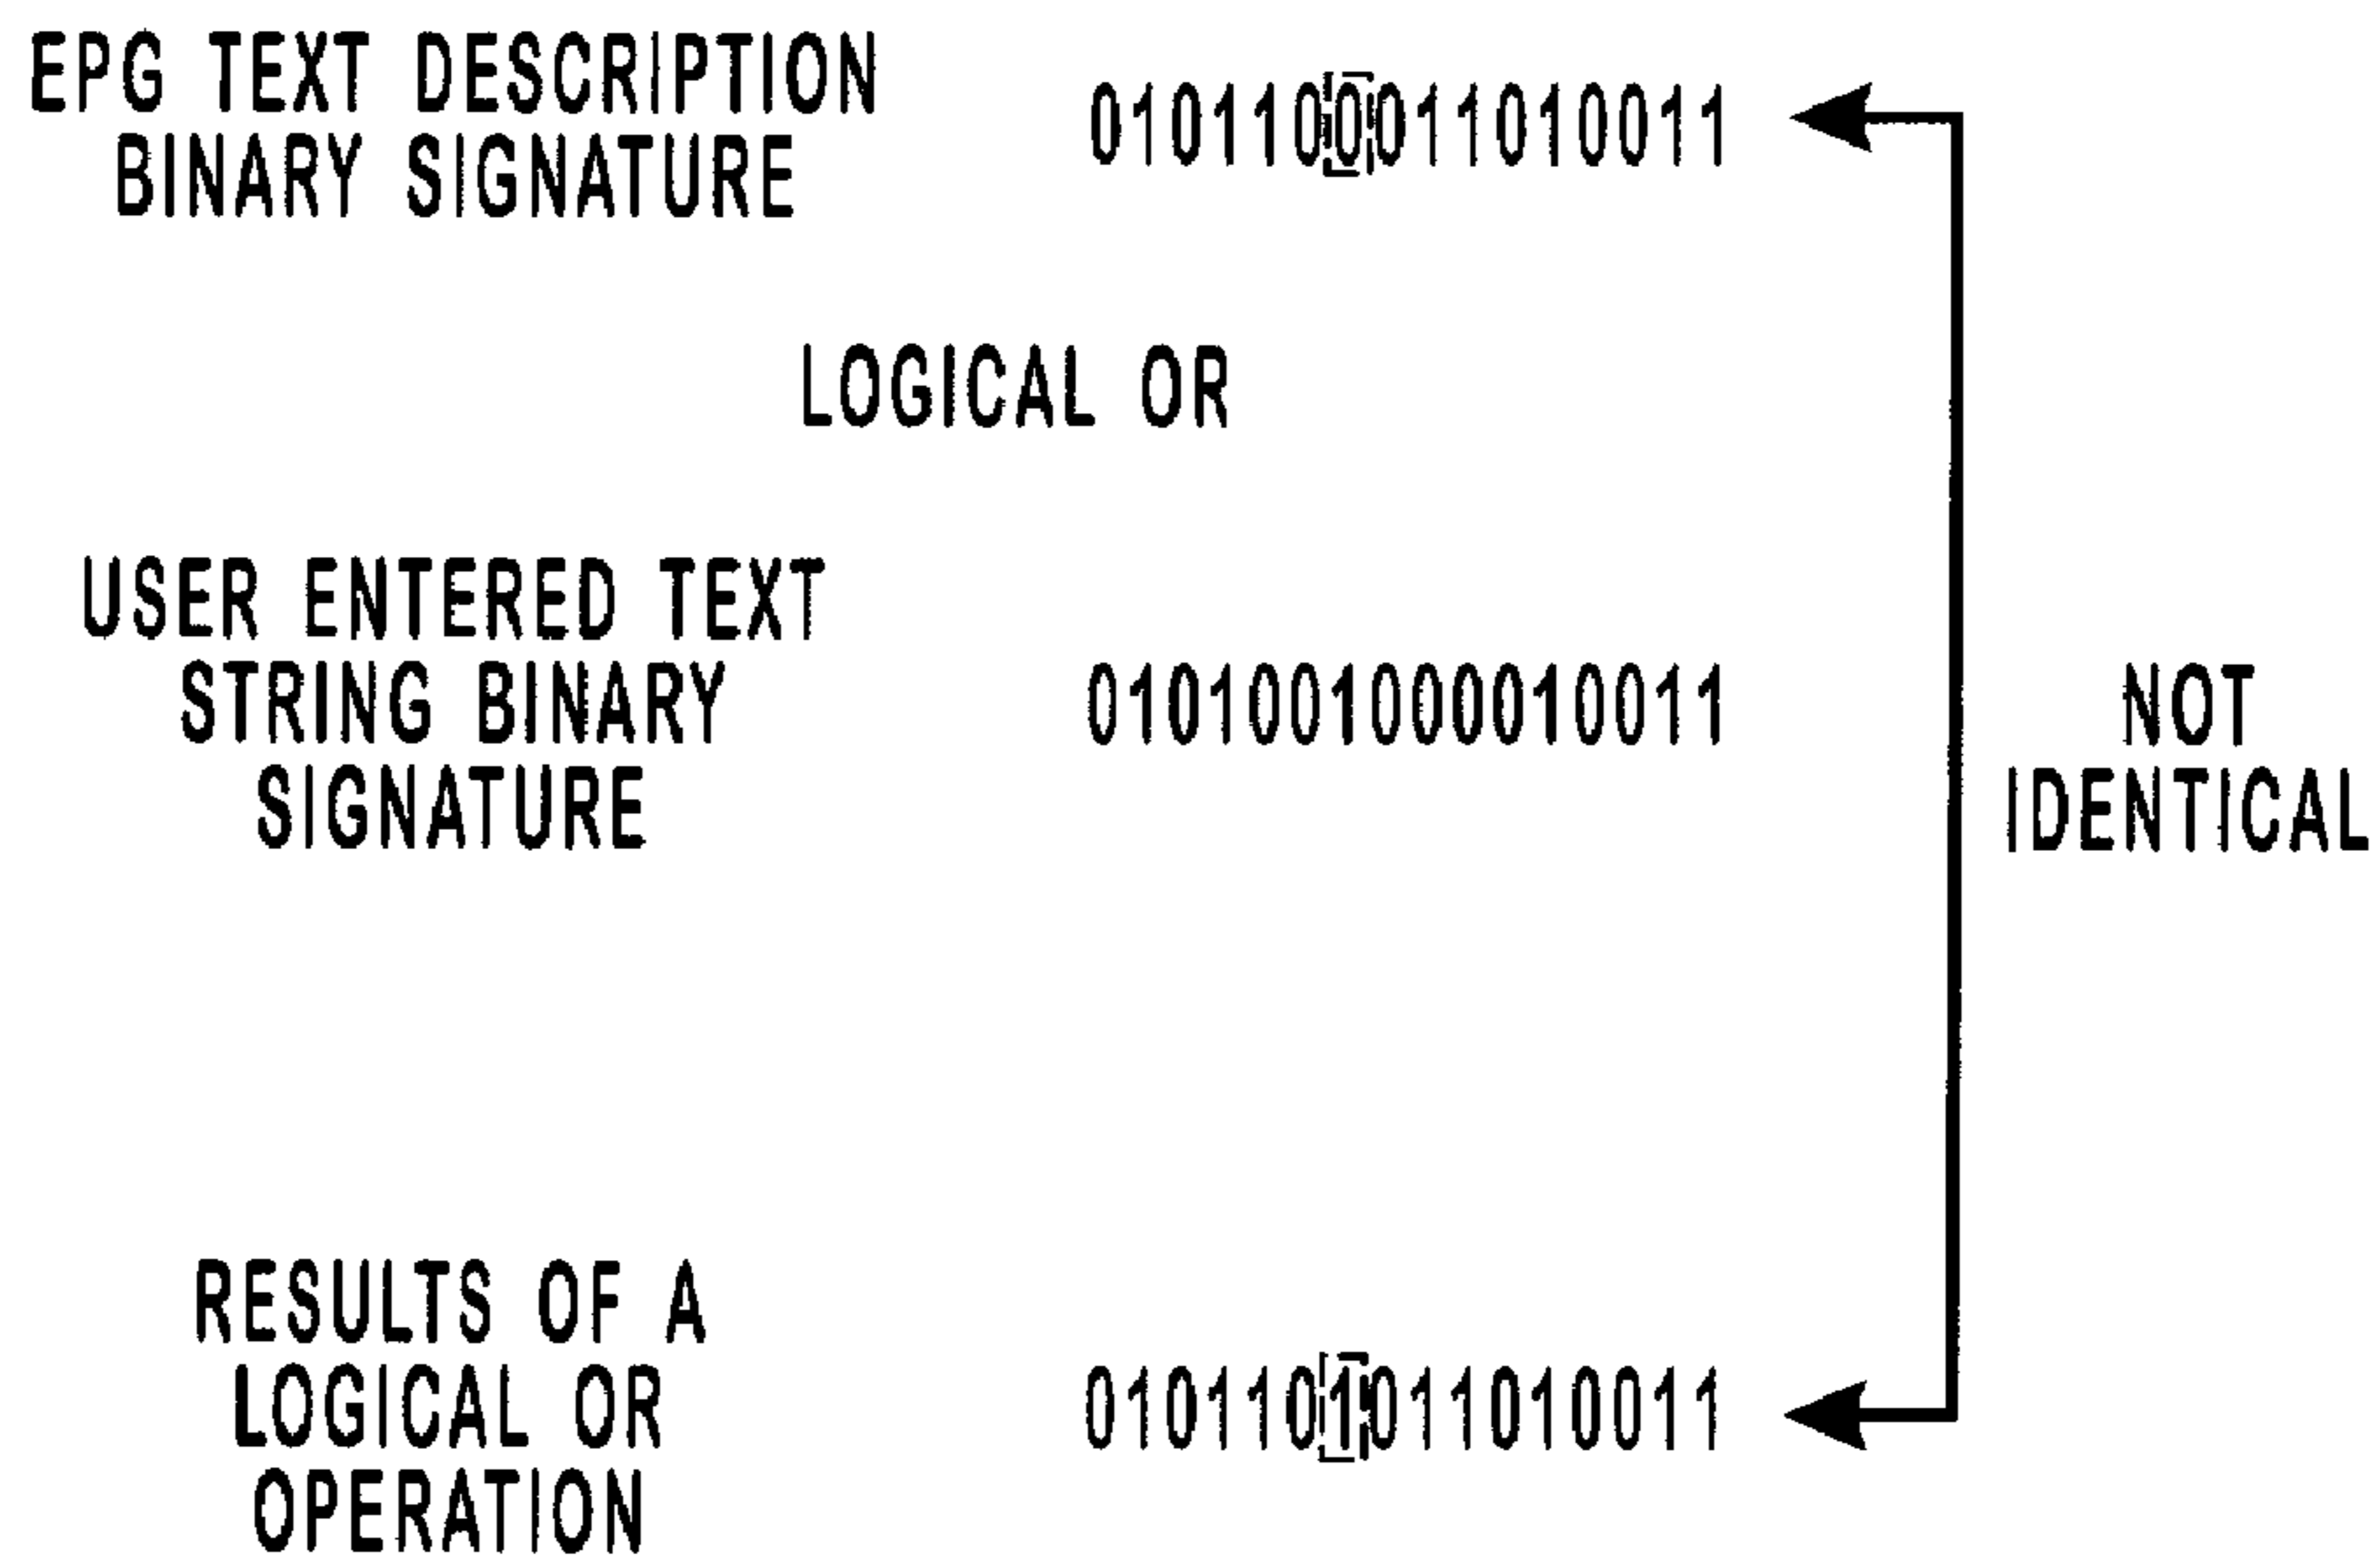 EPG TEXT DESCRIPTION
BINARY SIGNATURE
0101100011010011
LOGICAL OR
USER ENTERED TEXT
STRING BINARY
SIGNATURE
0101001000010011
NOT
IDENTICAL
RESULTS OF A
LOGICAL OR
OPERATION
0101101011010011